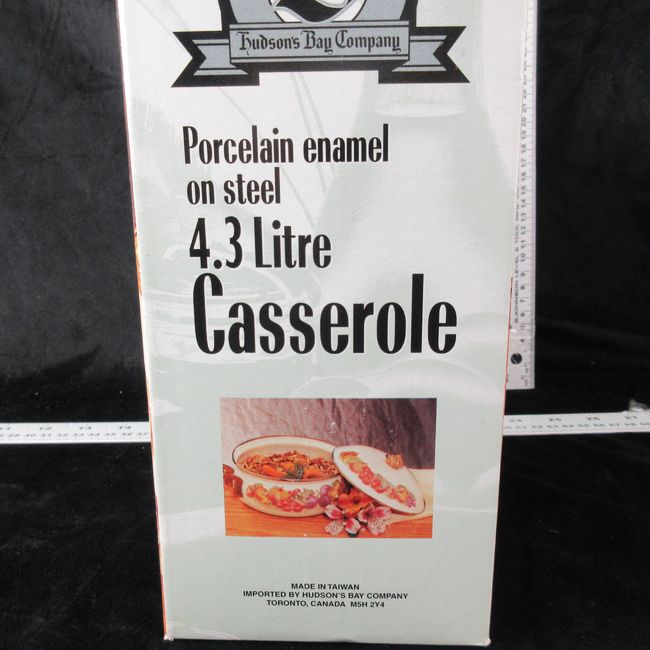 Hudson's Bay Company
Porcelain enamel
on steel
4.3 Litre
Casserole
MADE IN TAIWAN
IMPORTED BY HUDSON'S BAY COMPANY
TORONTO, CANADA M5H 2Y4